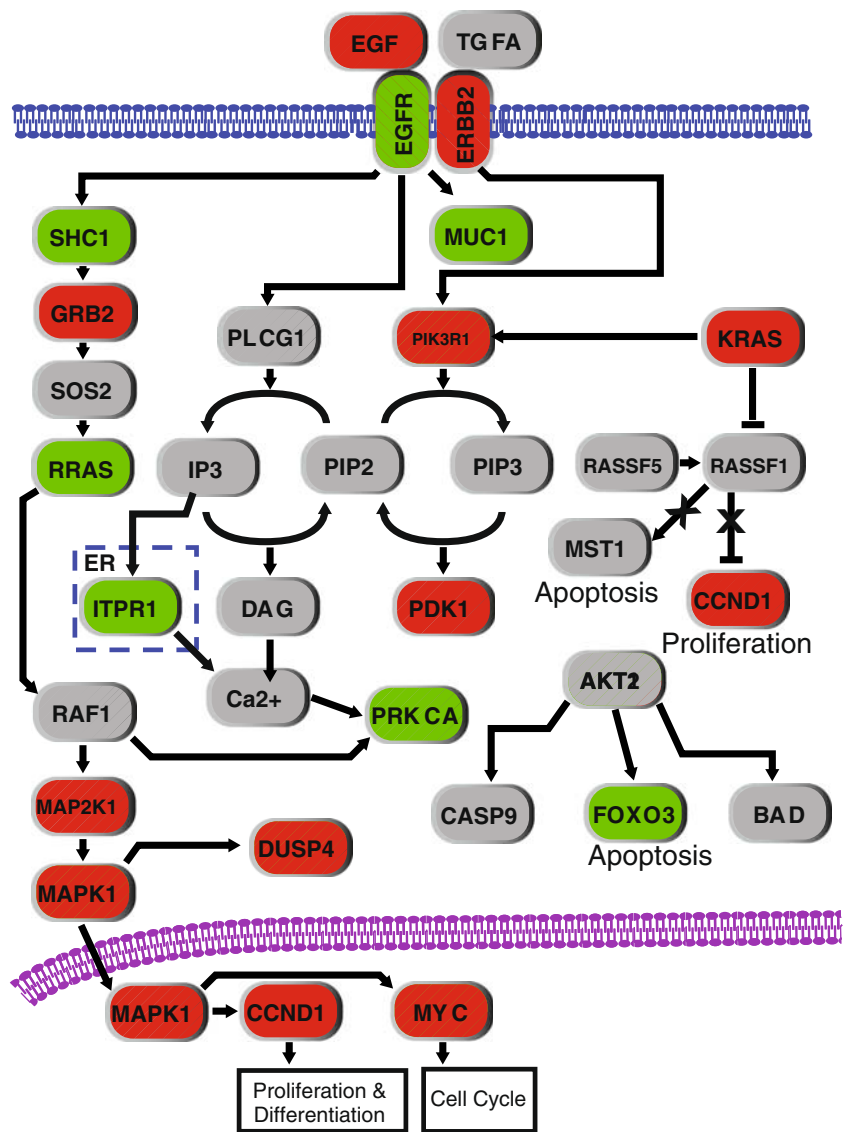 EGF
TGFA
EGFR
ERBB2
SHC1
MUC1
GRB2
PLCG1
PIK3R1
KRAS
SOS2
RRAS
IP3
PIP2
PIP3
RASSF5
RASSF1
MST1
Apoptosis
ER
ITPR1
DAG
PDK1
CCND1
Proliferation
RAF1
Ca2+
PRKCA
MAP2K1
CASP9
FOXO3
BAD
Apoptosis
DUSP4
MAPK1
MAPK1
CCND1
MYC
Proliferation &
Differentiation
Cell Cycle